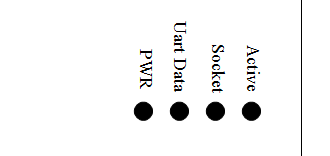 PWR
Uart Data
Socket
Active